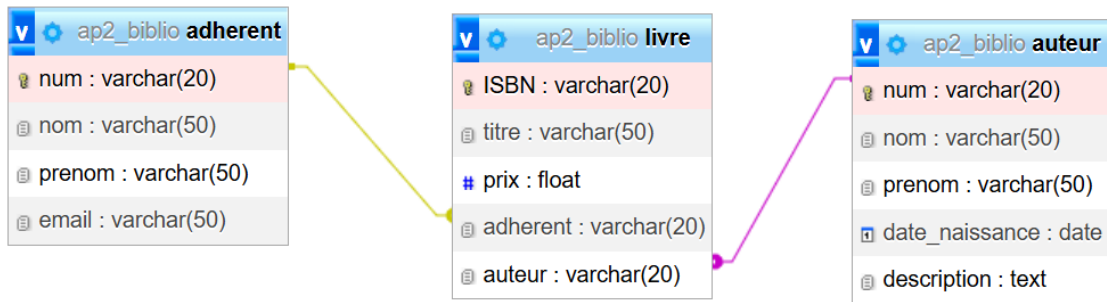 v ap2_biblio adherent
num : varchar(20)
nom : varchar(50)
prenom : varchar(50)
email : varchar(50)
v ap2_biblio livre
ISBN : varchar(20)
titre : varchar(50)
# prix : float
adherent : varchar(20)
auteur : varchar(20)
v ap2_biblio auteur
num : varchar(20)
nom : varchar(50)
prenom : varchar(50)
date_naissance : date
description : text